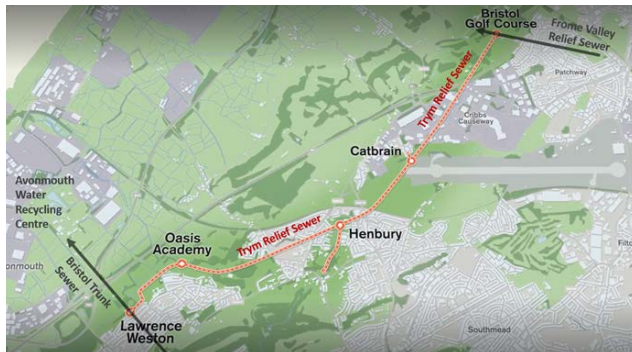 Bristol
Golf Course
Frome Valley
Relief Sewer
Patchway
Trym Relief Sewer
Cribbs
Causeway
Catbrain
Avonmouth
Water
Recycling
Centre
Oasis
Academy
Trym Relief Sewer
Henbury
Filt
onmouth
Bristol Trunk
Sewer
Lawrence
Weston
Southmead